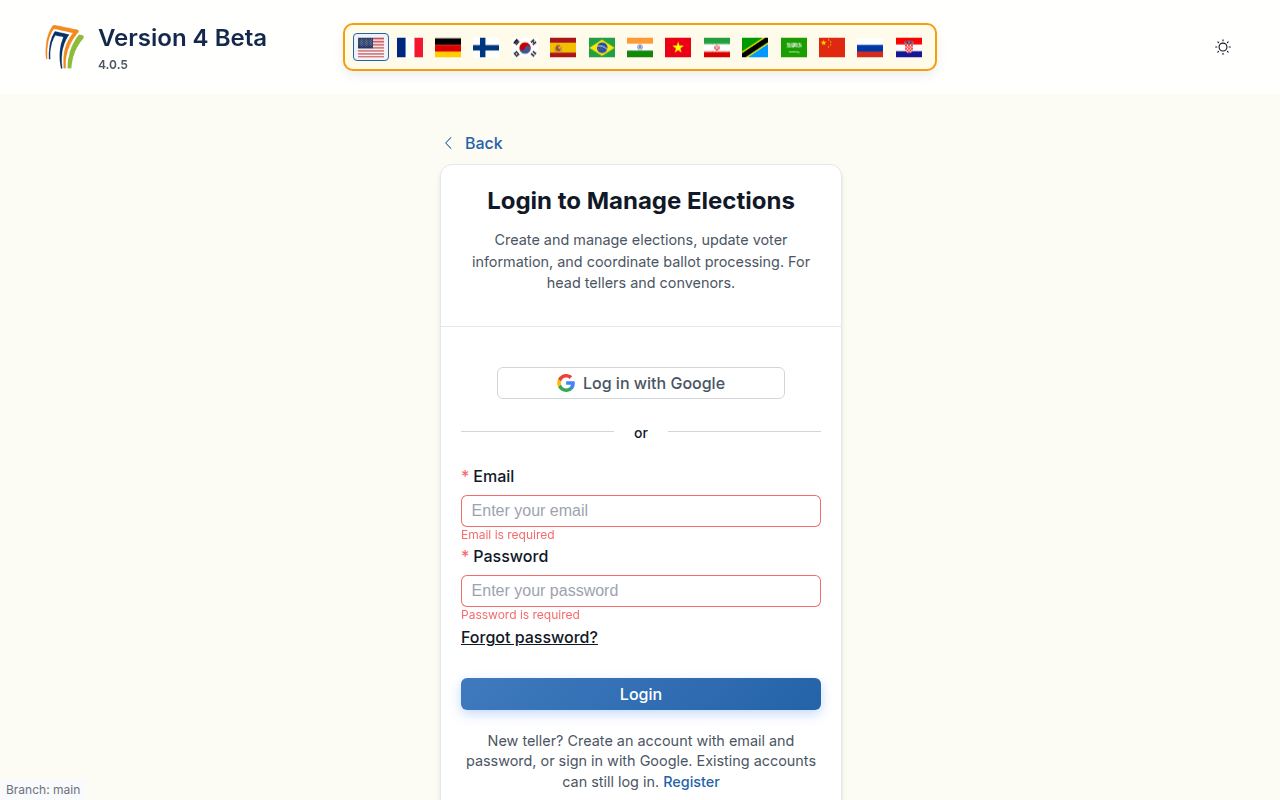 Version 4 Beta
4.0.5
Back
Login to Manage Elections
Create and manage elections, update voter
information, and coordinate ballot processing. For
head tellers and convenors.
Log in with Google
or
* Email
Enter your email
Email is required
* Password
Enter your password
Password is required
Forgot password?
Login
New teller? Create an account with email and
password, or sign in with Google. Existing accounts
can still log in. Register
Branch: main